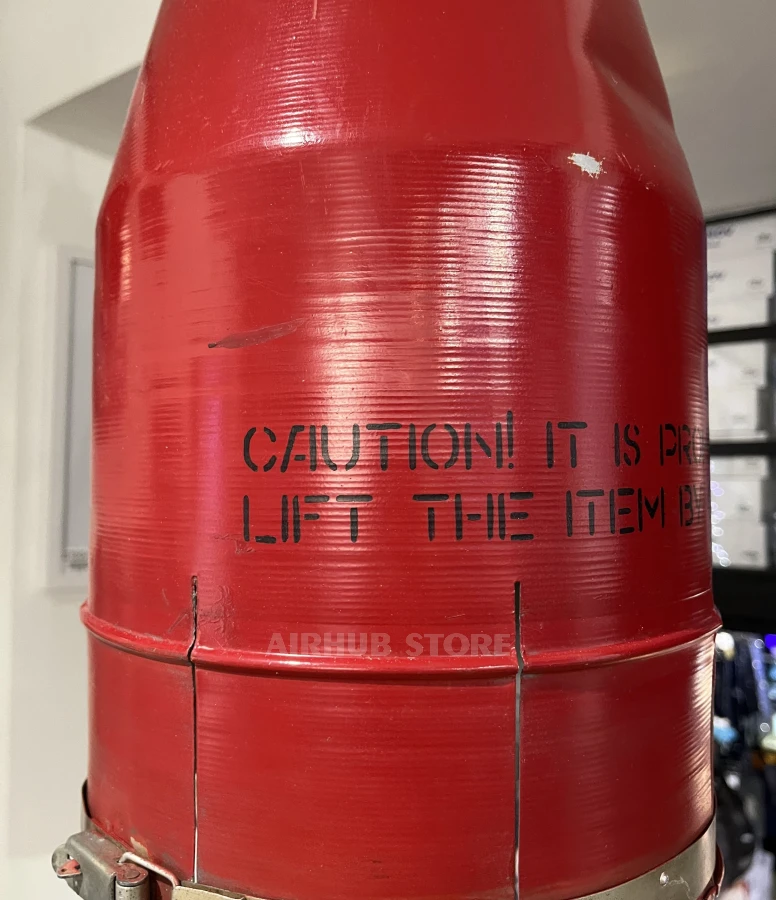 CAUTION! IT IS
LIFT THE ITEM
AIRHUB STORE